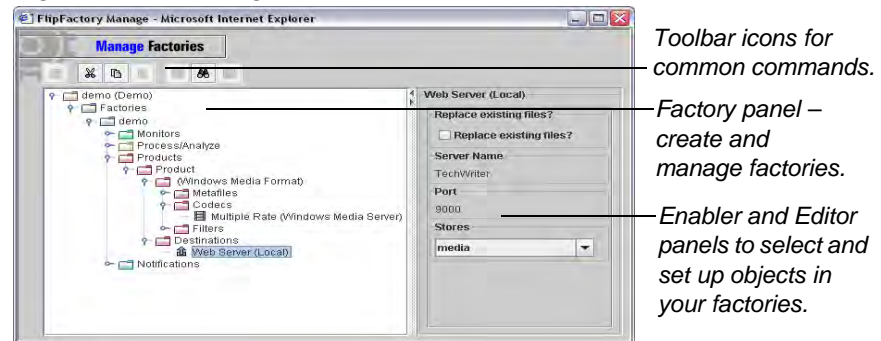 FlipFactory Manage - Microsoft Internet Explorer
Manage Factories
Toolbar icons for
common commands.
demo (Demo)
Factories
demo
Monitors
Process/Analyze
Products
Product
(Windows Media Format)
Metafiles
Codecs
Multiple Rate (Windows Media Server)
Filters
Destinations
Web Server (Local)
Notifications
Web Server (Local)
Replace existing files?
Replace existing files?
Server Name
TechWriter
Port
9000
Stores
media
Factory panel –
create and
manage factories.
Enabler and Editor
panels to select and
set up objects in
your factories.